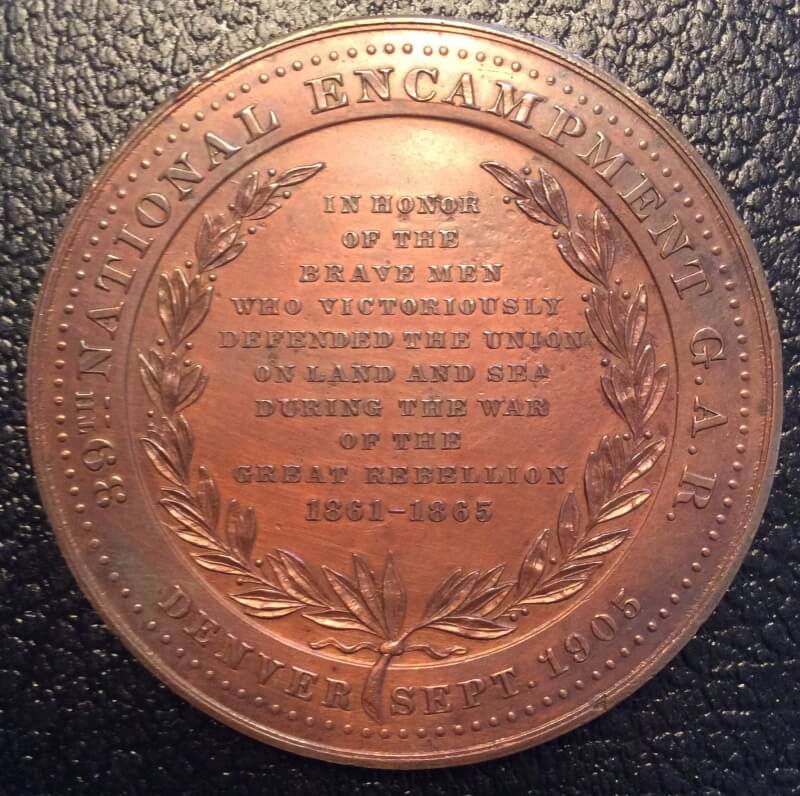 39TH NATIONAL ENCAMPMENT G.A.R.
IN HONOR
OF THE
BRAVE MEN
WHO VICTORIOUSLY
DEFENDED THE UNION
ON LAND AND SEA
DURING THE WAR
OF THE
GREAT REBELLION
1861-1865
DENVER SEPT. 1905